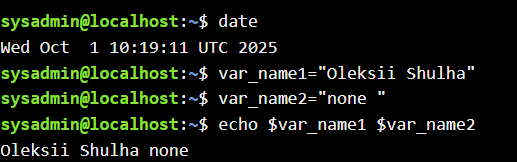 sysadmin@localhost:~$ date
Wed Oct  1 10:19:11 UTC 2025
sysadmin@localhost:~$ var_name1="Oleksii Shulha"
sysadmin@localhost:~$ var_name2="none "
sysadmin@localhost:~$ echo $var_name1 $var_name2
Oleksii Shulha none